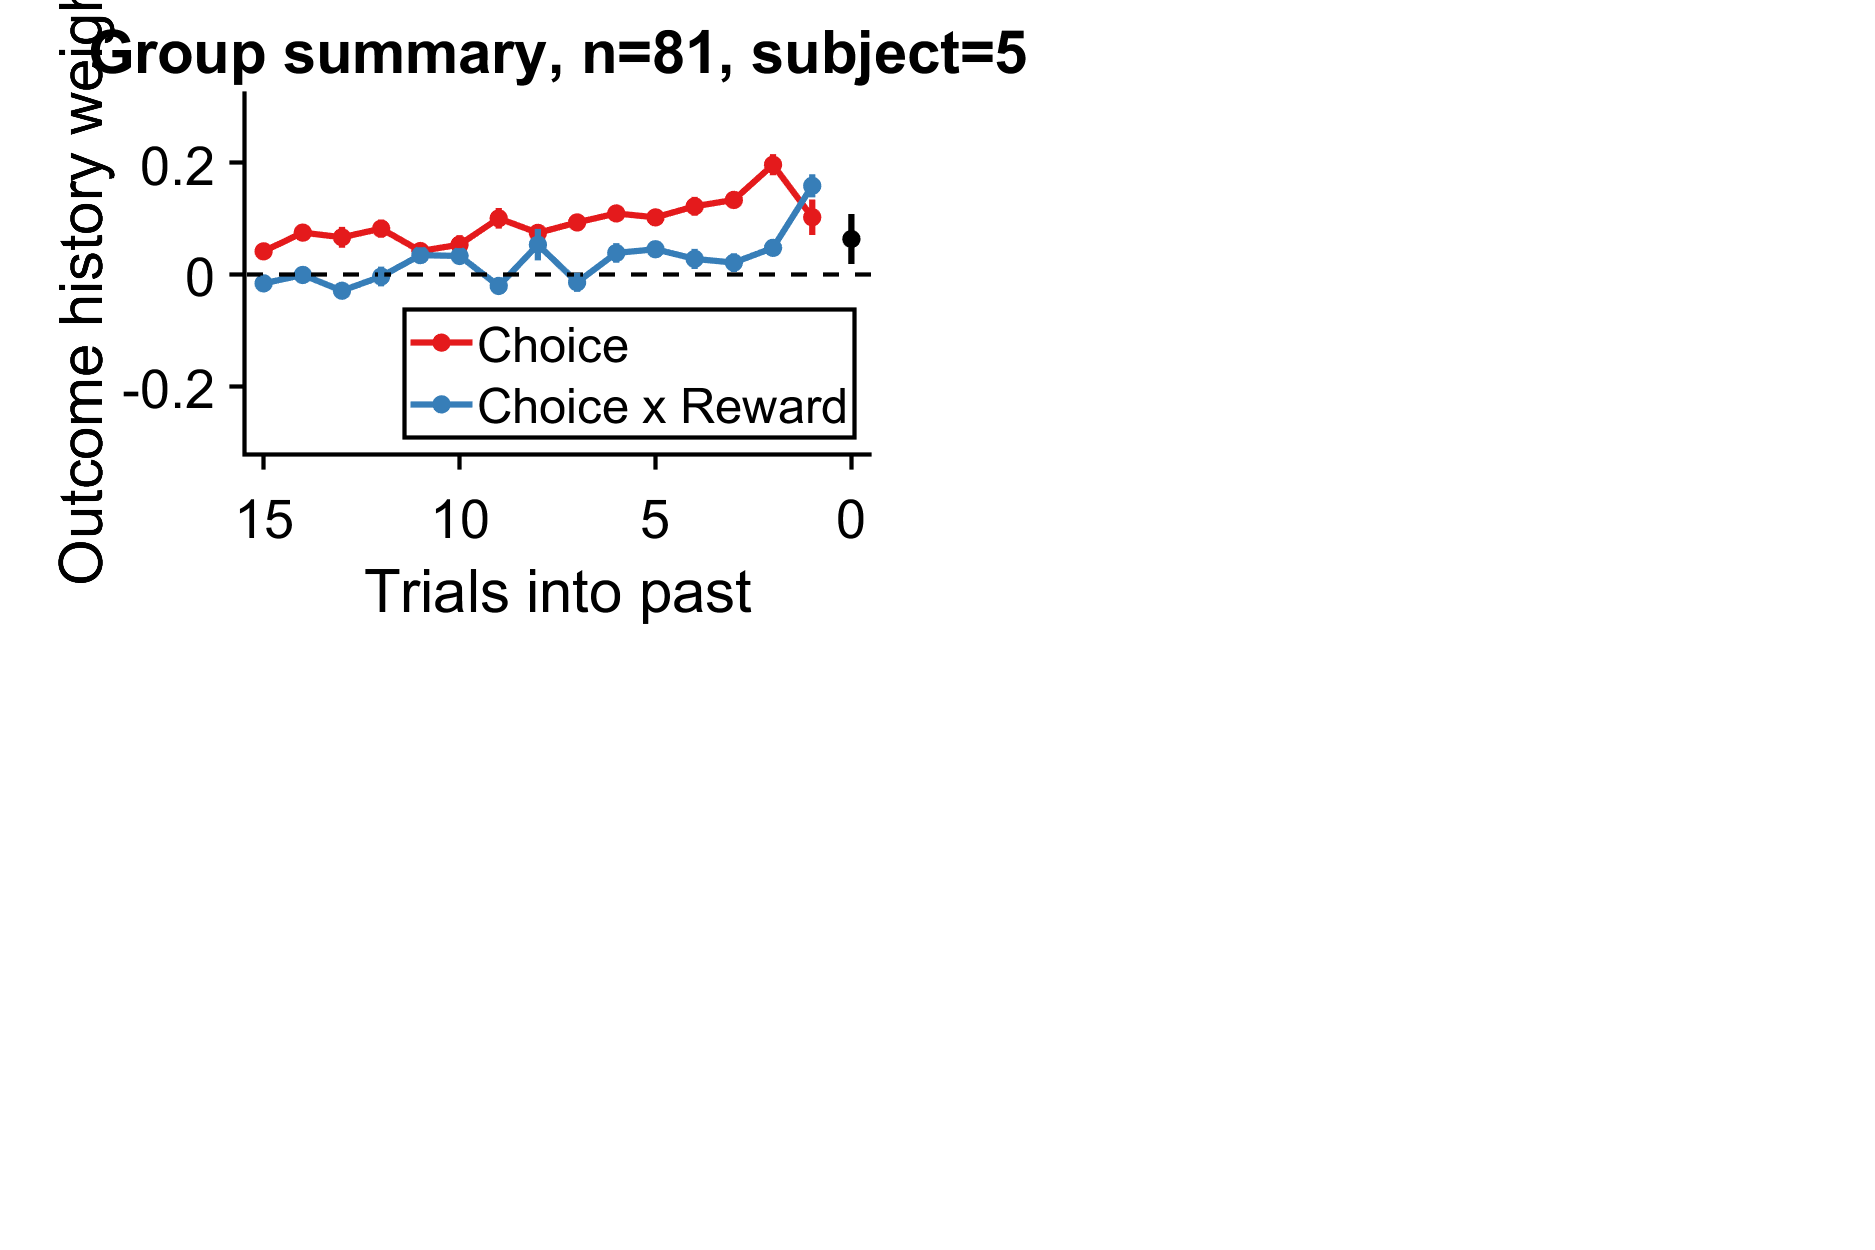 Group summary, n=81, subject=5
Outcome history
0.2
0
-0.2
Choice
Choice x Reward
15 10 5 0
Trials into past